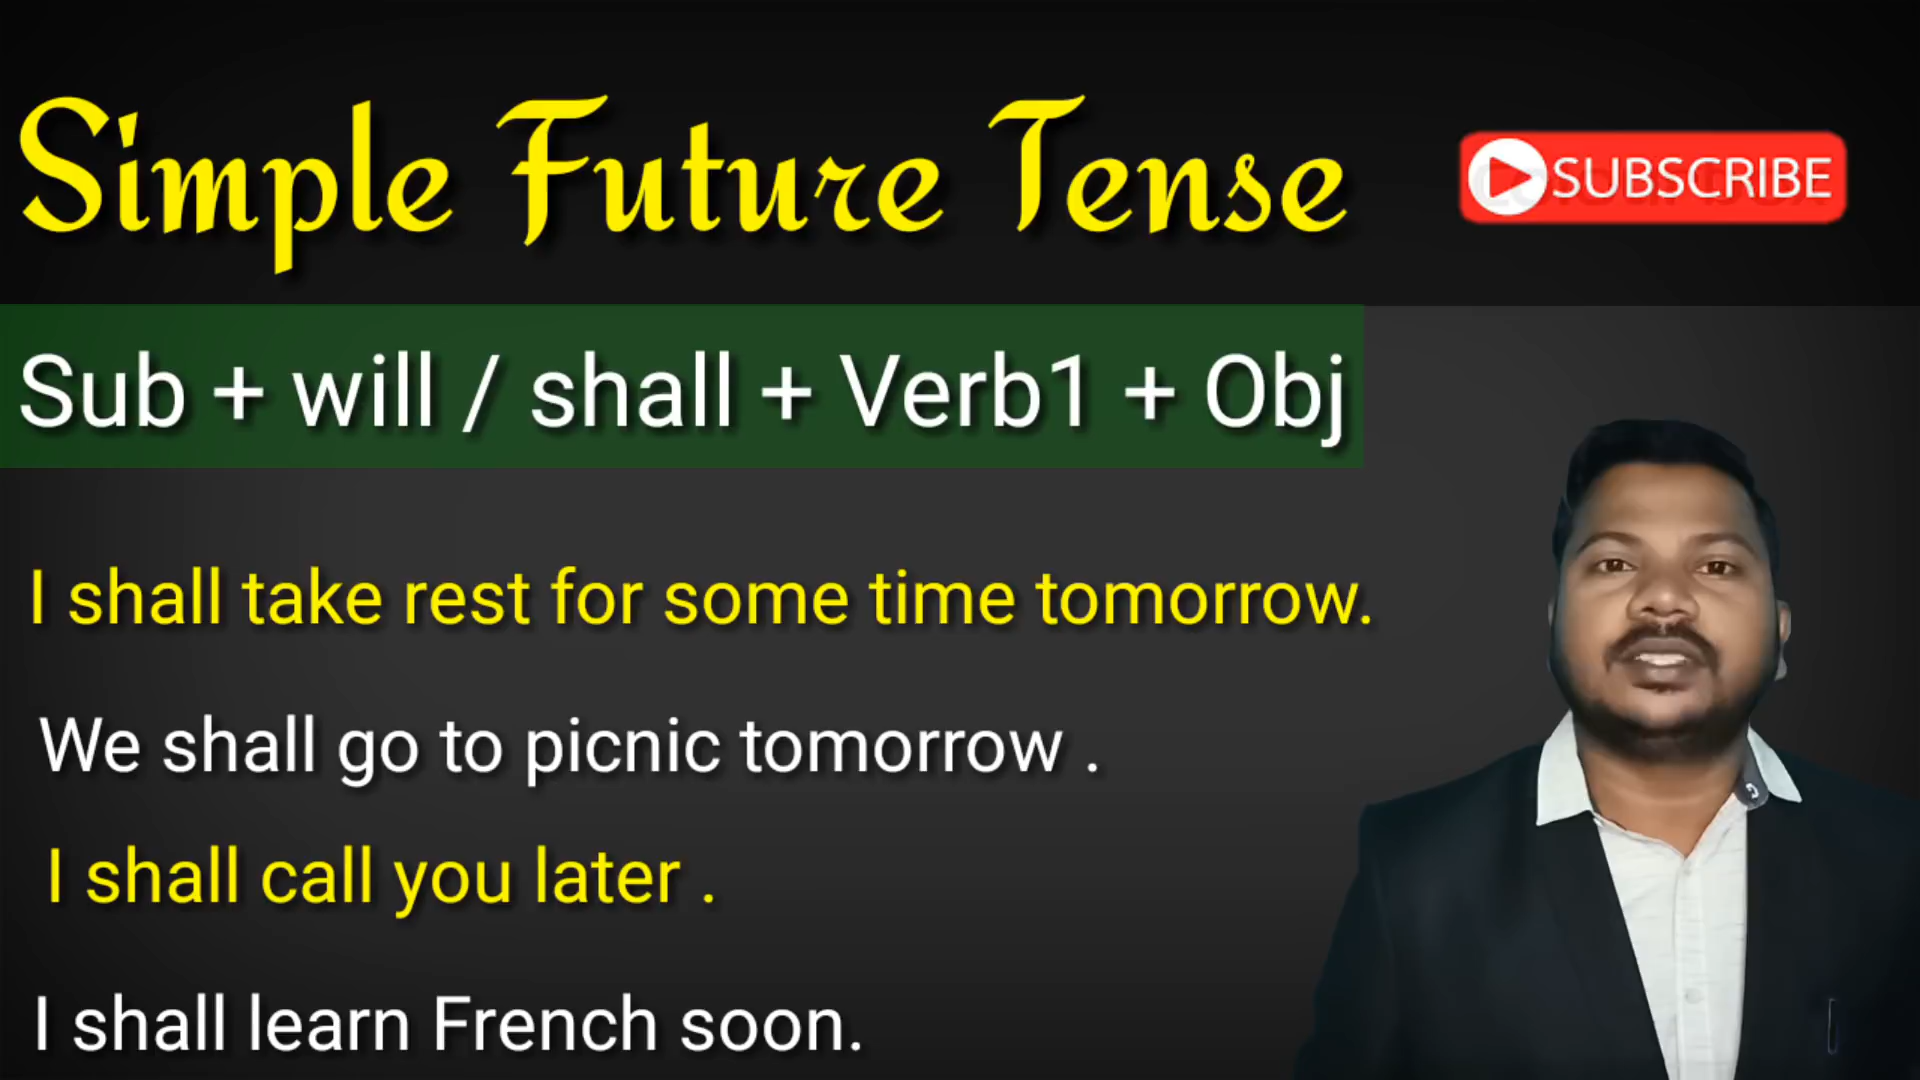 Simple Future Tense
SUBSCRIBE
Sub + will / shall + Verb1 + Obj
I shall take rest for some time tomorrow.
We shall go to picnic tomorrow .
I shall call you later .
I shall learn French soon.